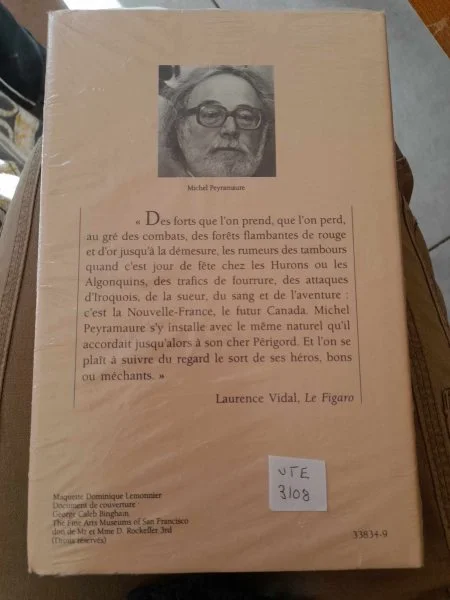 Michel Peyramaure
« Des forts que l'on prend, que l'on perd,
au gré des combats, des forêts flambantes de rouge
et d'or jusqu'à la démesure, les rumeurs des tambours
quand c'est jour de fête chez les Hurons ou les
Algonquins, des trafics de fourrure, des attaques
d'Iroquois, de la sueur, du sang et de l'aventure :
c'est la Nouvelle-France, le futur Canada. Michel
Peyramaure s'y installe avec le même naturel qu'il
accordait jusqu'alors à son cher Périgord. Et l'on se
plaît à suivre du regard le sort de ses héros, bons
ou méchants. »
Laurence Vidal, Le Figaro
VTE
3108
Maquette Dominique Lemonnier
Document de couverture
George Caleb Bingham
The Fine Arts Museums of San Francisco
don de Mr et Mme D. Rockefller 3rd
(Droits réservés)
33834-9